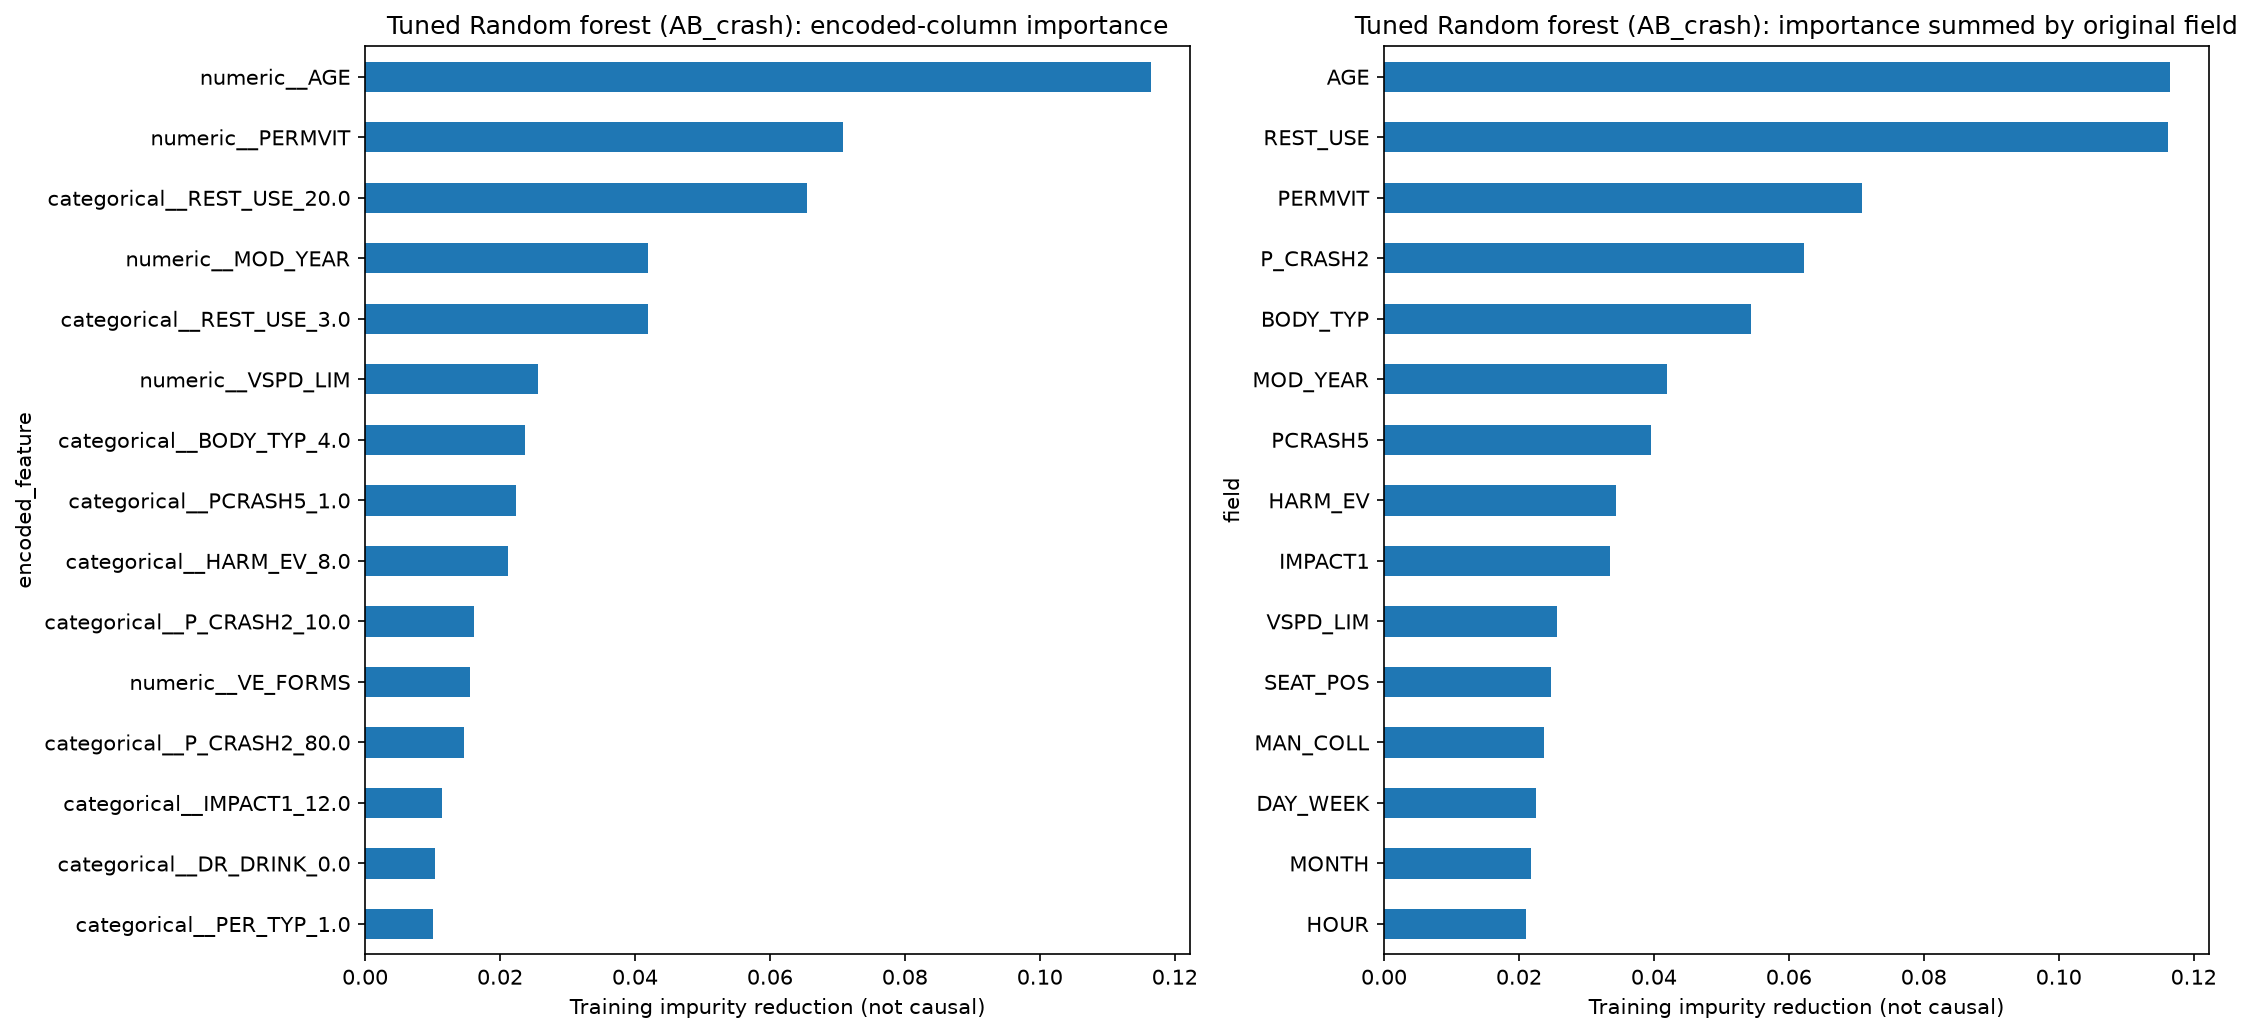 Tuned Random forest (AB_crash): encoded-column importance
encoded_feature
numeric__AGE
numeric__PERMVIT
categorical__REST_USE_20.0
numeric__MOD_YEAR
categorical__REST_USE_3.0
numeric__VSPD_LIM
categorical__BODY_TYP_4.0
categorical__PCRASH5_1.0
categorical__HARM_EV_8.0
categorical__P_CRASH2_10.0
numeric__VE_FORMS
categorical__P_CRASH2_80.0
categorical__IMPACT1_12.0
categorical__DR_DRINK_0.0
categorical__PER_TYP_1.0
0.00 0.02 0.04 0.06 0.08 0.10 0.12
Training impurity reduction (not causal)
Tuned Random forest (AB_crash): importance summed by original field
field
AGE
REST_USE
PERMVIT
P_CRASH2
BODY_TYP
MOD_YEAR
PCRASH5
HARM_EV
IMPACT1
VSPD_LIM
SEAT_POS
MAN_COLL
DAY_WEEK
MONTH
HOUR
0.00 0.02 0.04 0.06 0.08 0.10 0.12
Training impurity reduction (not causal)